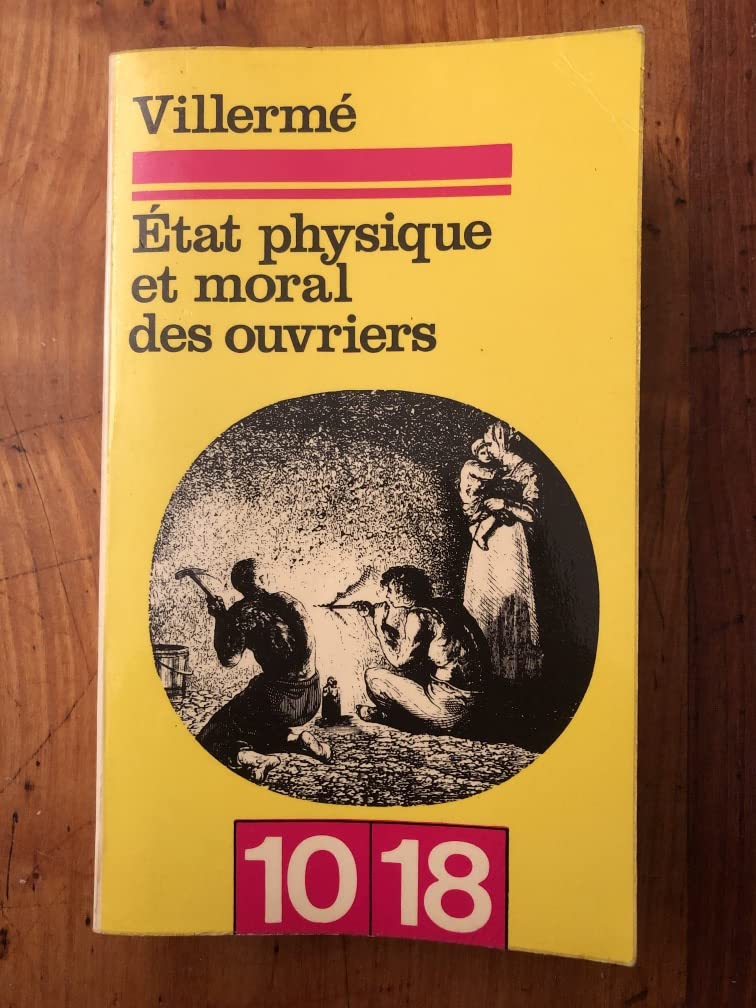 Villermé
État physique
et moral
des ouvriers
10 18